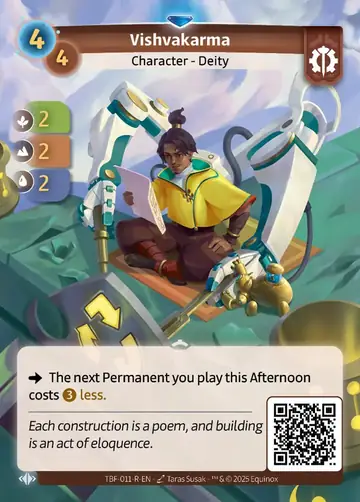 4
4
Vishvakarma
Character - Deity
2
2
2
The next Permanent you play this Afternoon
costs 3 less.
Each construction is a poem, and building
is an act of eloquence.
TBF-011-R-EN - Taras Susak - ™ & © 2025 Equinox